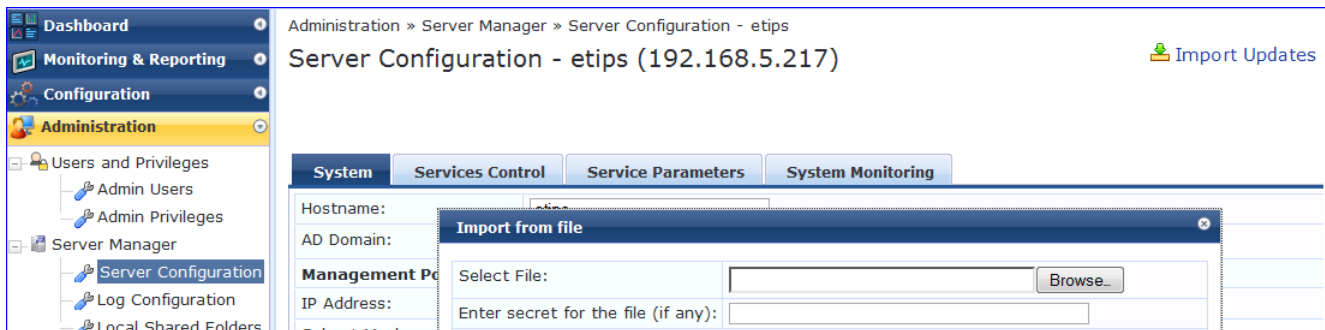 Dashboard
Monitoring & Reporting
Configuration
Administration
Users and Privileges
Admin Users
Admin Privileges
Server Manager
Server Configuration
Log Configuration
Local Shared Folders
Administration » Server Manager » Server Configuration - etips
Server Configuration - etips (192.168.5.217)
Import Updates
System Services Control Service Parameters System Monitoring
Hostname: etips
AD Domain:
Management
IP Address:
Import from file
Select File: Browse...
Enter secret for the file (if any):